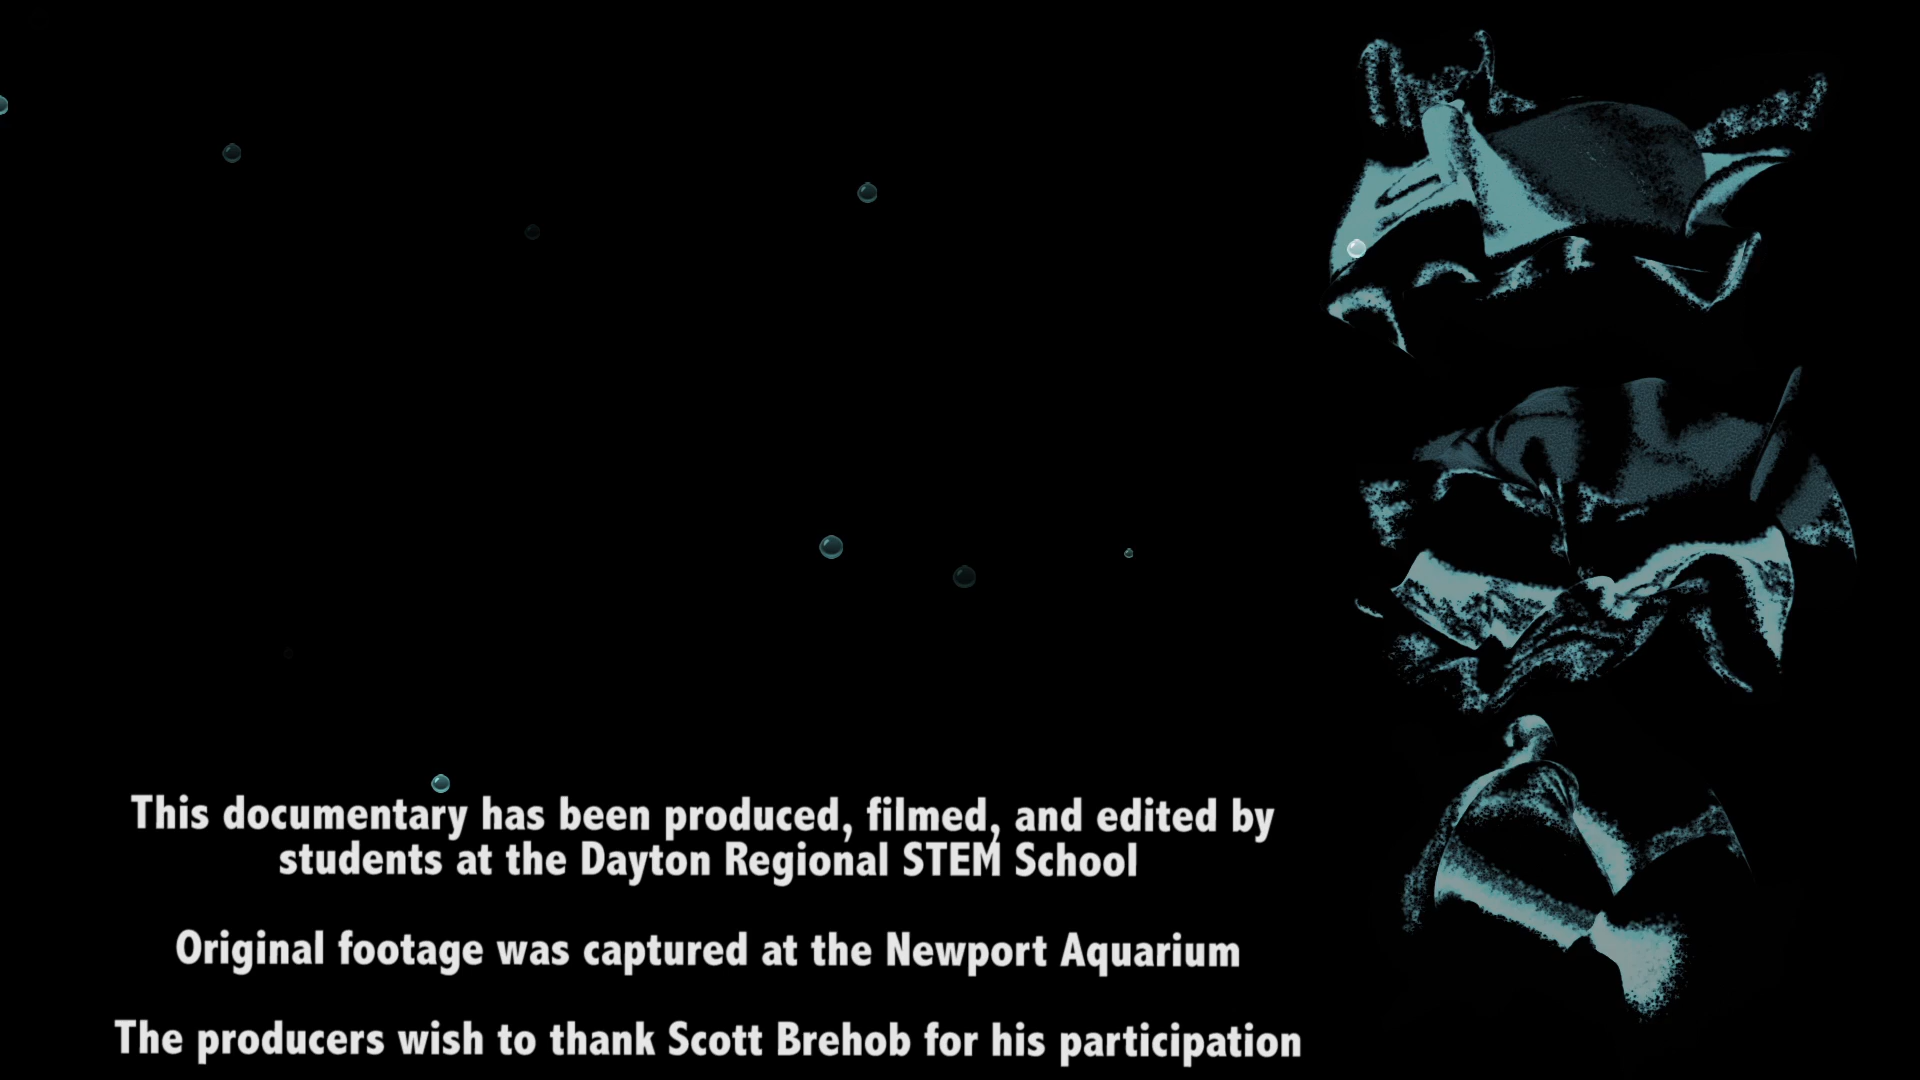 This documentary has been produced, filmed, and edited by
students at the Dayton Regional STEM School
Original footage was captured at the Newport Aquarium
The producers wish to thank Scott Brehob for his participation